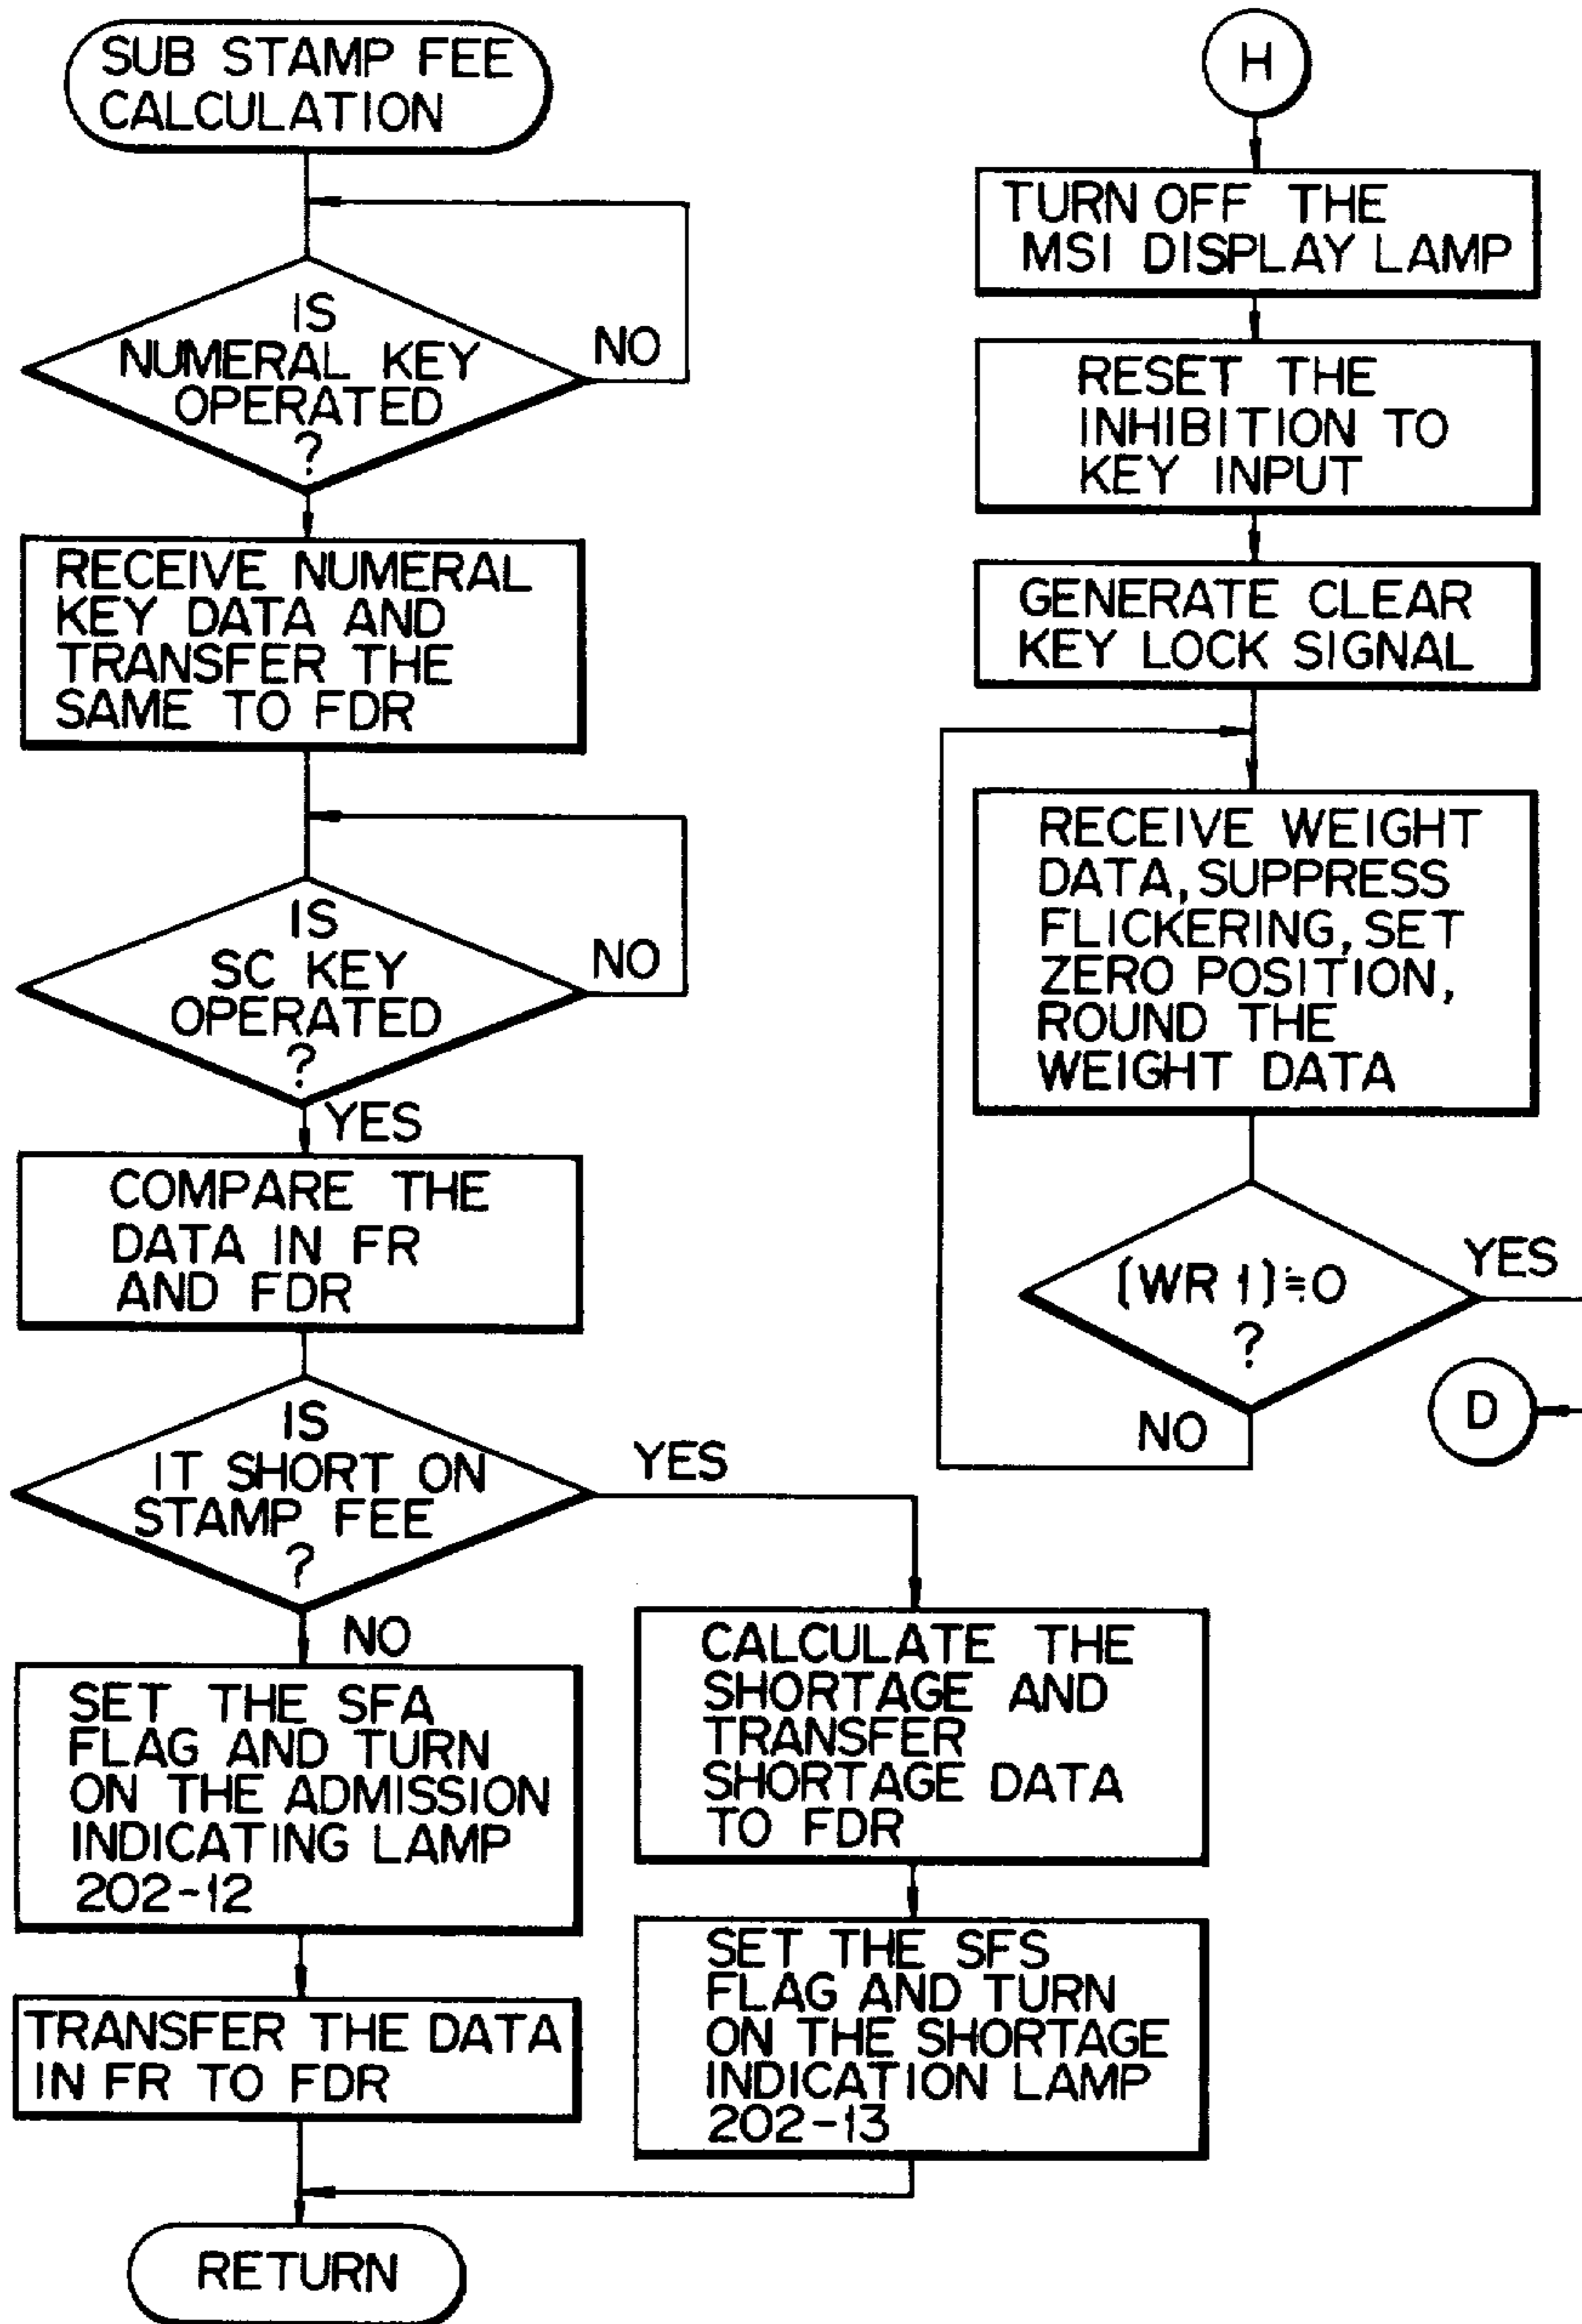 SUB STAMP FEE
CALCULATION
IS
NUMERAL KEY
OPERATED
?
NO
RECEIVE NUMERAL
KEY DATA AND
TRANSFER THE
SAME TO FDR
IS
SC KEY
OPERATED
?
NO
YES
COMPARE THE
DATA IN FR
AND FDR
IS
IT SHORT ON
STAMP FEE
?
YES
NO
SET THE SFA
FLAG AND TURN
ON THE ADMISSION
INDICATING LAMP
202-12
TRANSFER THE DATA
IN FR TO FDR
CALCULATE THE
SHORTAGE AND
TRANSFER
SHORTAGE DATA
TO FDR
SET THE SFS
FLAG AND TURN
ON THE SHORTAGE
INDICATION LAMP
202-13
RETURN
H
TURN OFF THE
MSI DISPLAY LAMP
RESET THE
INHIBITION TO
KEY INPUT
GENERATE CLEAR
KEY LOCK SIGNAL
RECEIVE WEIGHT
DATA, SUPPRESS
FLICKERING, SET
ZERO POSITION,
ROUND THE
WEIGHT DATA
(WR 1)≒0
?
YES
NO
D